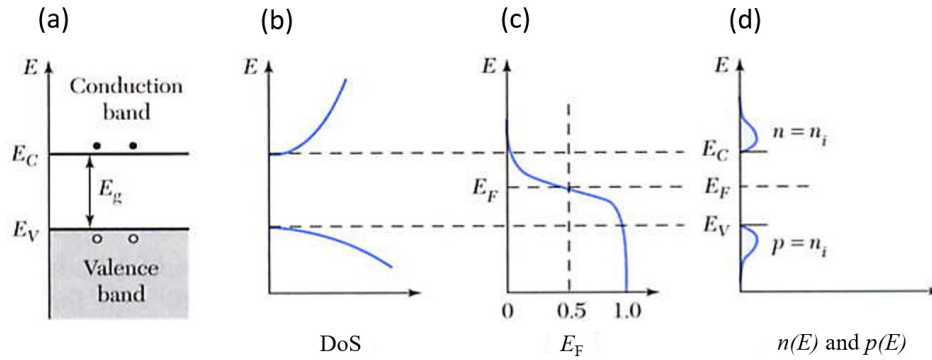 (a)
(b)
(c)
(d)
E
Conduction
band
E_C
E_g
E_V
Valence
band
E
DoS
E
E_F
0
0.5
1.0
E_F
E
n = n_i
E_C
E_F
E_V
p = n_i
n(E) and p(E)